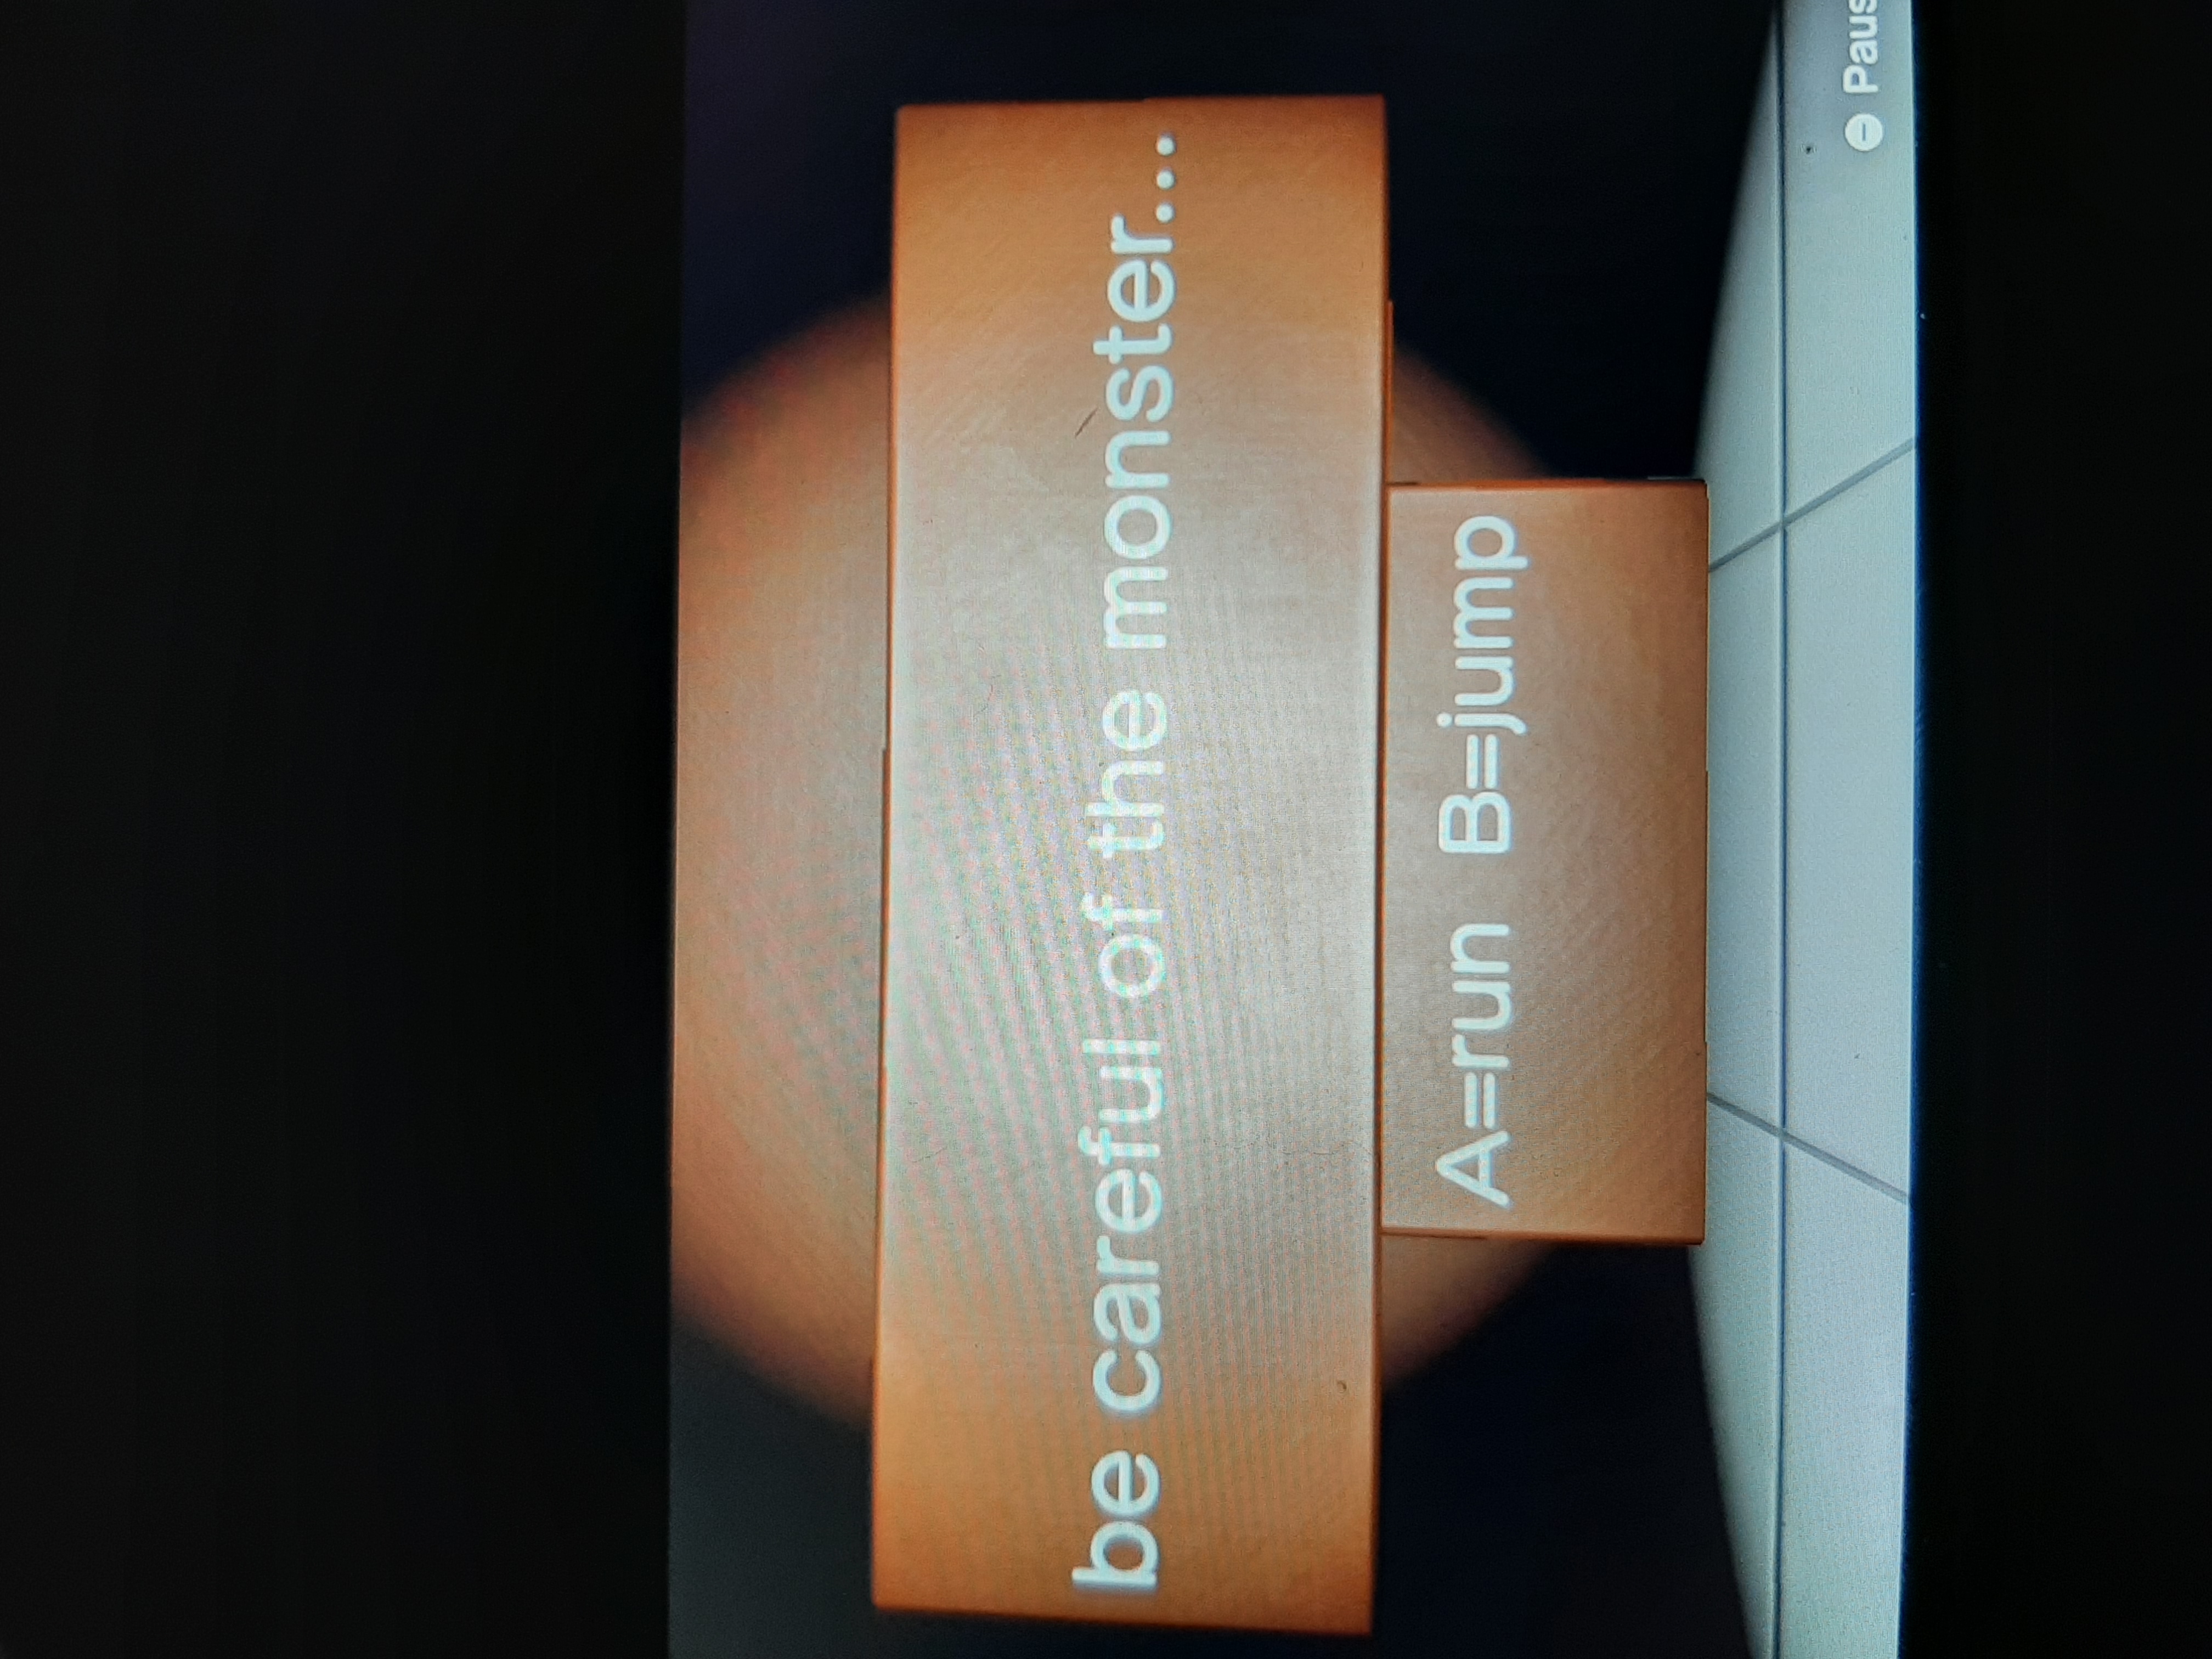 be careful of the monster...
A=run B=jump
Paus